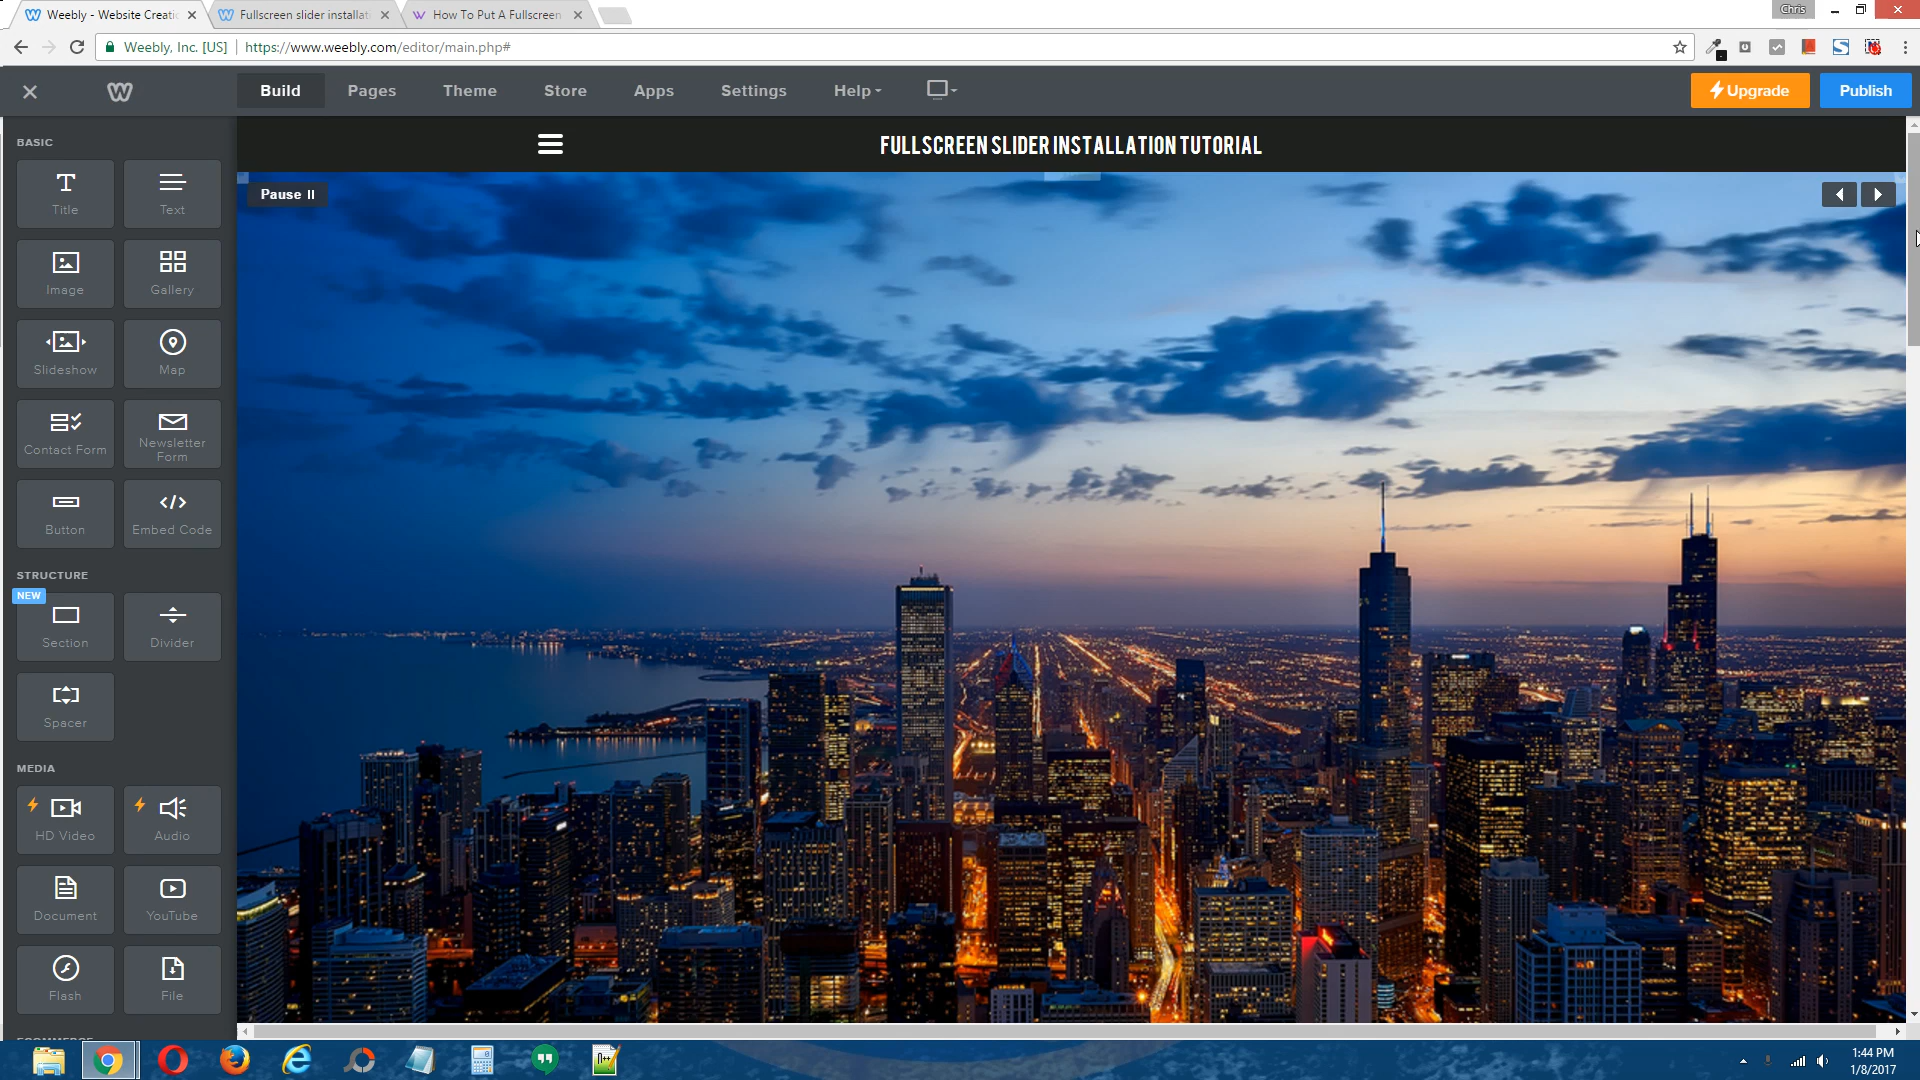 Weebly - Website Creatic
Fullscreen slider installati
How To Put A Fullscreen
Chris
Weebly, Inc. [US]
https://www.weebly.com/editor/main.php#
Build
Pages
Theme
Store
Apps
Settings
Help
Upgrade
Publish
FULLSCREEN SLIDER INSTALLATION TUTORIAL
Pause II
BASIC
Title
Text
Image
Gallery
Slideshow
Map
Contact Form
Newsletter
Form
Button
Embed Code
STRUCTURE
NEW
Section
Divider
Spacer
MEDIA
HD Video
Audio
Document
YouTube
Flash
File
1:44 PM
1/8/2017